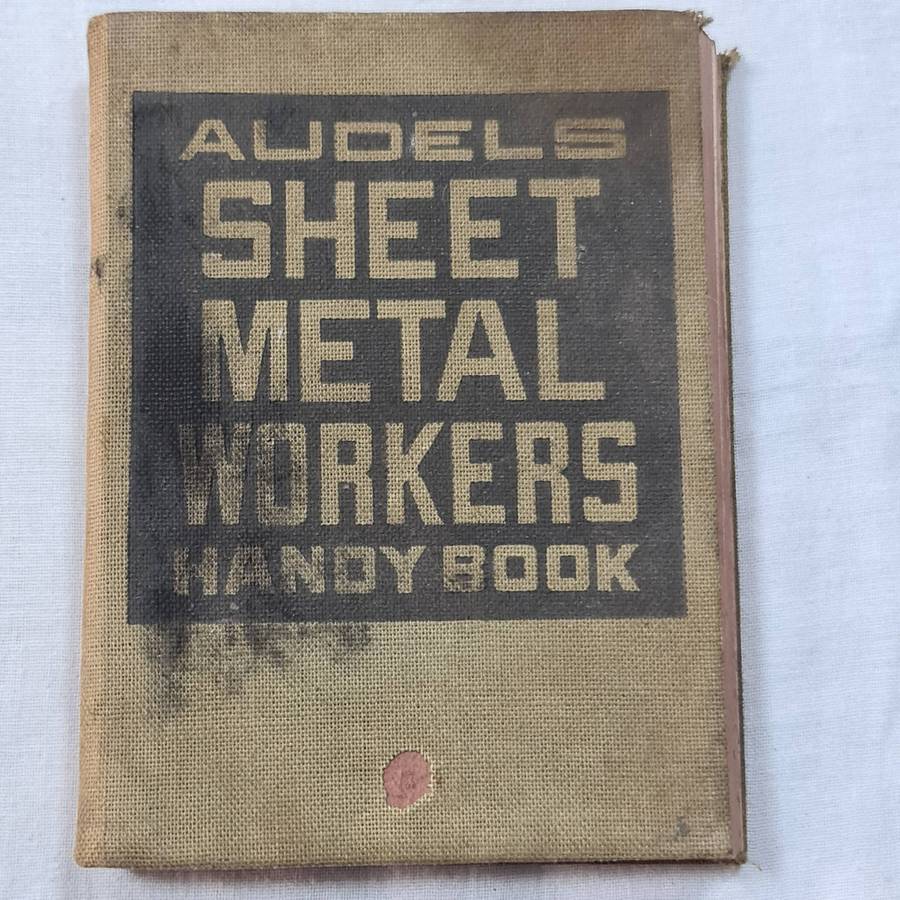 AUDELS
SHEET
METAL
WORKERS
HANDY BOOK